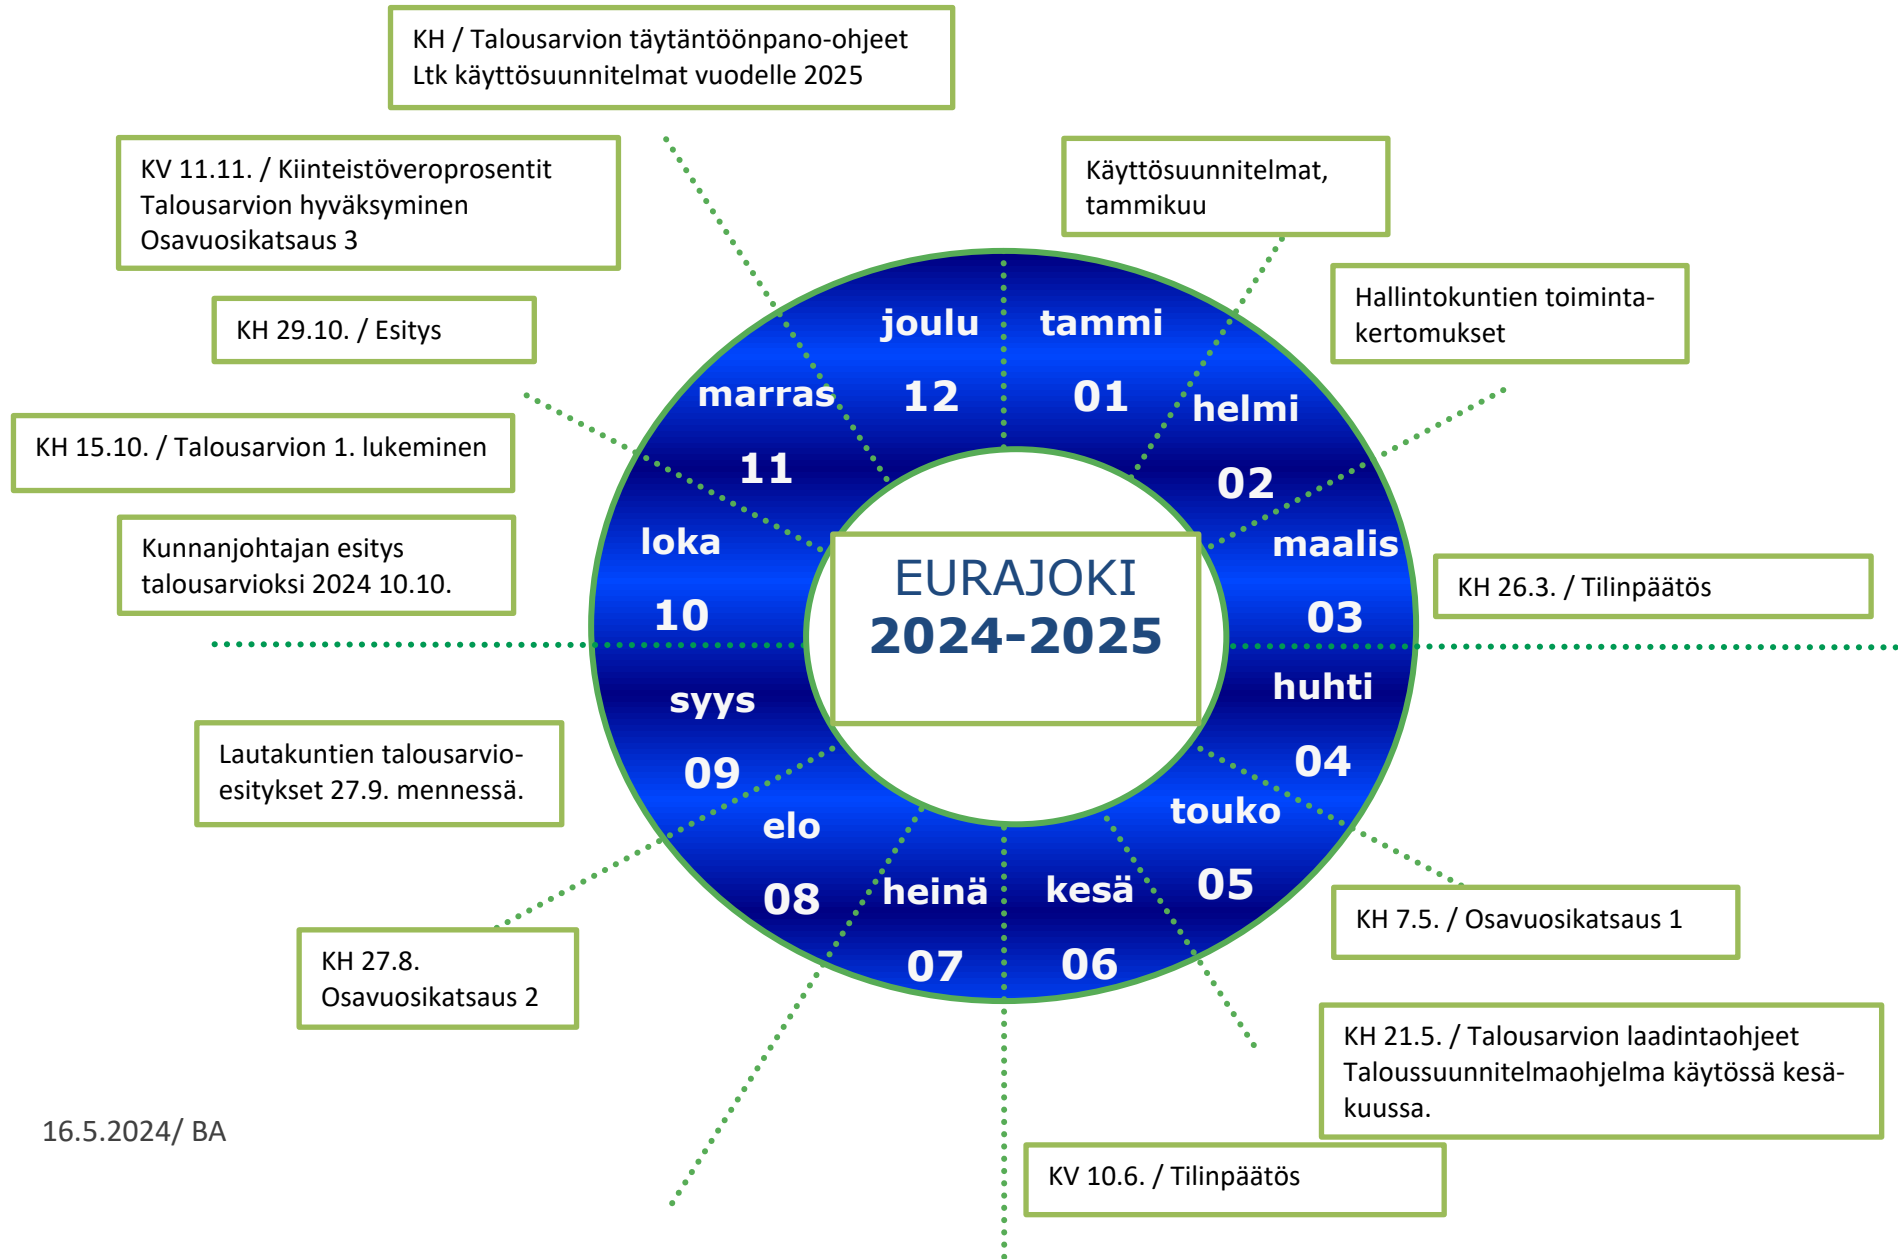 KH / Talousarvion täytäntöönpano-ohjeet
Ltk käyttösuunnitelmat vuodelle 2025
KV 11.11. / Kiinteistöveroprosentit
Talousarvion hyväksyminen
Osavuosikatsaus 3
Käyttösuunnitelmat,
tammikuu
KH 29.10. / Esitys
Hallintokuntien toiminta-
kertomukset
KH 15.10. / Talousarvion 1. lukeminen
Kunnanjohtajan esitys
talousarvioksi 2024 10.10.
KH 26.3. / Tilinpäätös
Lautakuntien talousarvio-
esitykset 27.9. mennessä.
KH 7.5. / Osavuosikatsaus 1
KH 27.8.
Osavuosikatsaus 2
KH 21.5. / Talousarvion laadintaohjeet
Taloussuunnitelmaohjelma käytössä kesä-
kuussa.
KV 10.6. / Tilinpäätös
tammi
01
helmi
02
maalis
03
huhti
04
touko
05
kesä
06
heinä
07
elo
08
syys
09
loka
10
marras
11
joulu
12
EURAJOKI
2024-2025
16.5.2024/ BA